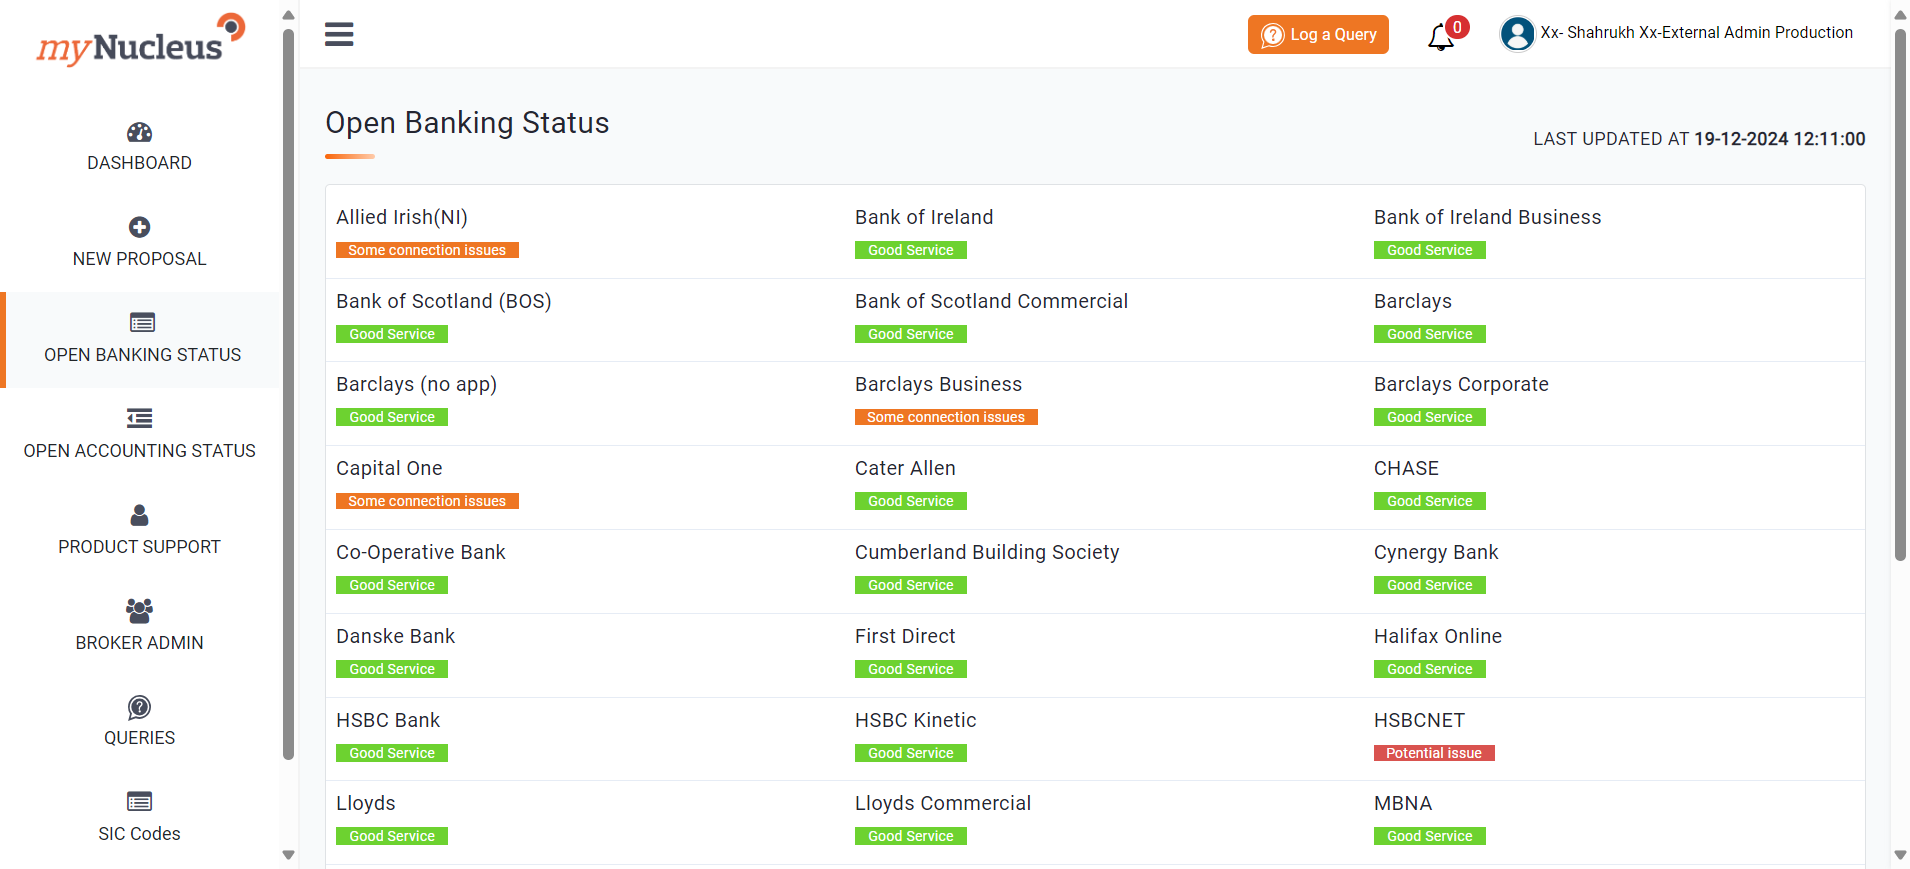 myNucleus
Log a Query
0
Xx- Shahrukh Xx-External Admin Production
DASHBOARD
NEW PROPOSAL
OPEN BANKING STATUS
OPEN ACCOUNTING STATUS
PRODUCT SUPPORT
BROKER ADMIN
QUERIES
SIC Codes
Open Banking Status
LAST UPDATED AT 19-12-2024 12:11:00
Allied Irish(NI)
Some connection issues
Bank of Ireland
Good Service
Bank of Ireland Business
Good Service
Bank of Scotland (BOS)
Good Service
Bank of Scotland Commercial
Good Service
Barclays
Good Service
Barclays (no app)
Good Service
Barclays Business
Some connection issues
Barclays Corporate
Good Service
Capital One
Some connection issues
Cater Allen
Good Service
CHASE
Good Service
Co-Operative Bank
Good Service
Cumberland Building Society
Good Service
Cynergy Bank
Good Service
Danske Bank
Good Service
First Direct
Good Service
Halifax Online
Good Service
HSBC Bank
Good Service
HSBC Kinetic
Good Service
HSBCNET
Potential issue
Lloyds
Good Service
Lloyds Commercial
Good Service
MBNA
Good Service